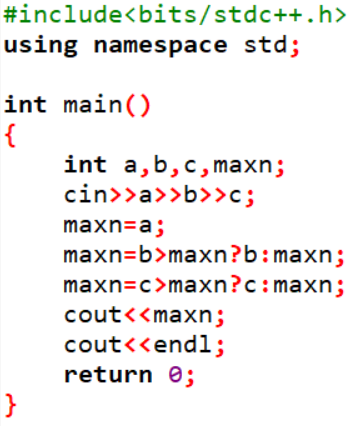 #include<bits/stdc++.h>
using namespace std;

int main()
{
    int a,b,c,maxn;
    cin>>a>>b>>c;
    maxn=a;
    maxn=b>maxn?b:maxn;
    maxn=c>maxn?c:maxn;
    cout<<maxn;
    cout<<endl;
    return 0;
}